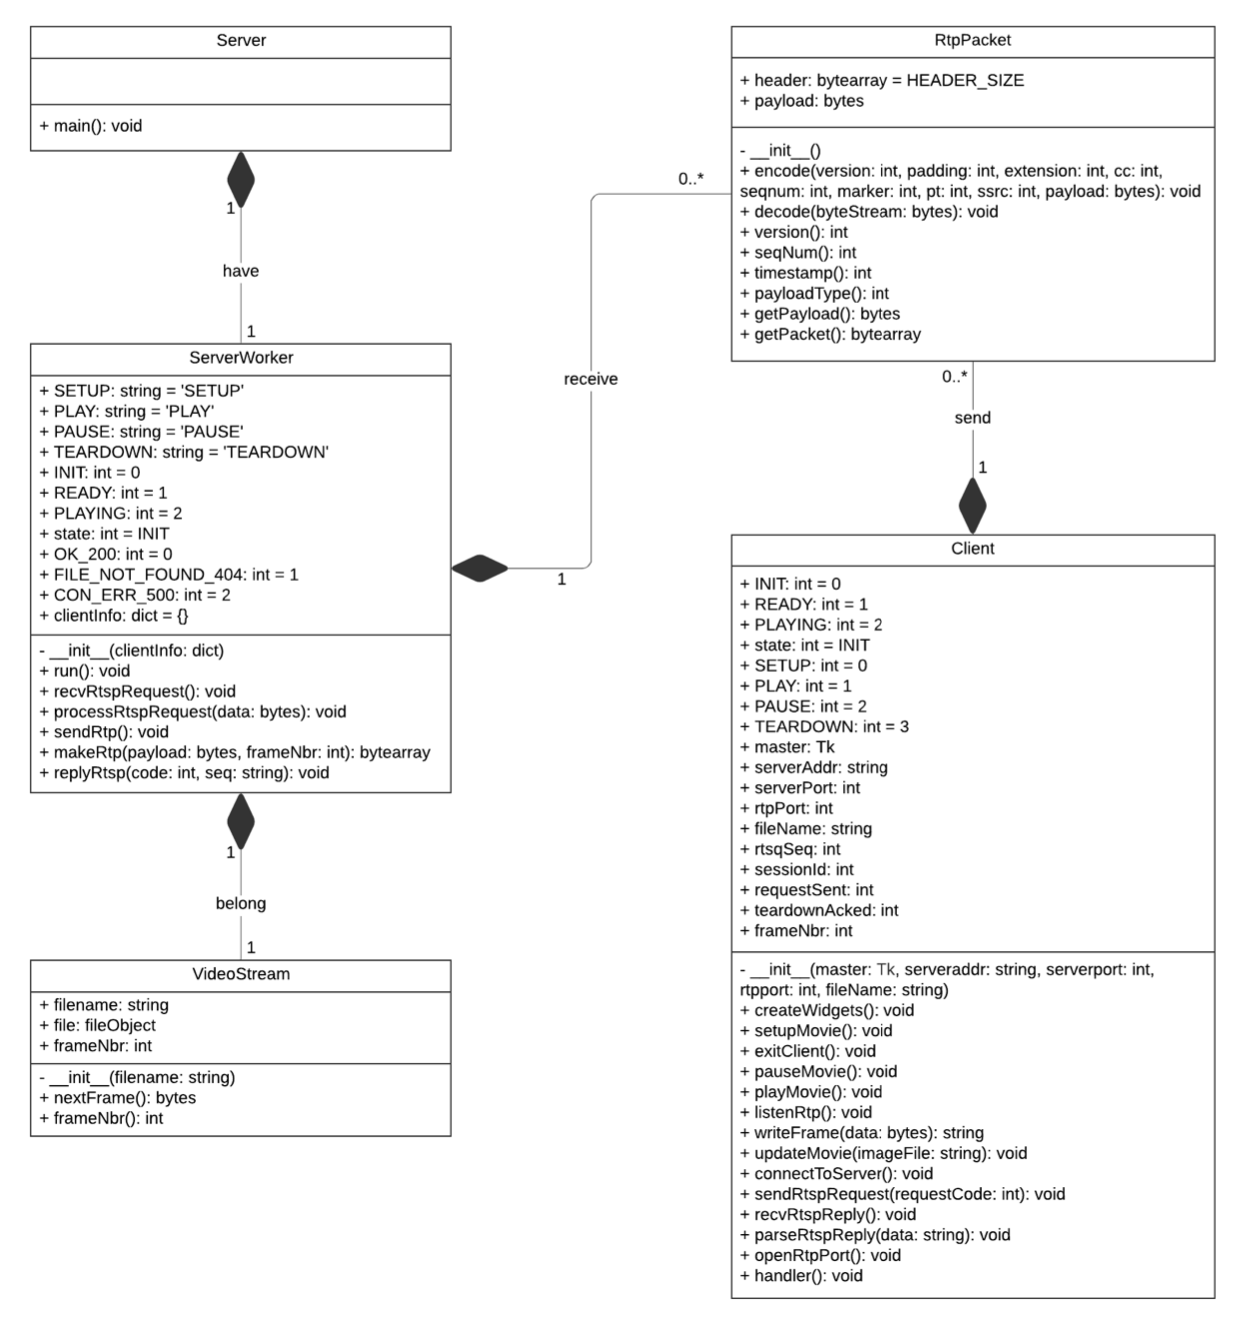 Server
+ main(): void
1
have
1
ServerWorker
+ SETUP: string = 'SETUP'
+ PLAY: string = 'PLAY'
+ PAUSE: string = 'PAUSE'
+ TEARDOWN: string = 'TEARDOWN'
+ INIT: int = 0
+ READY: int = 1
+ PLAYING: int = 2
+ state: int = INIT
+ OK_200: int = 0
+ FILE_NOT_FOUND_404: int = 1
+ CON_ERR_500: int = 2
+ clientInfo: dict = {}
- __init__(clientInfo: dict)
+ run(): void
+ recvRtspRequest(): void
+ processRtspRequest(data: bytes): void
+ sendRtp(): void
+ makeRtp(payload: bytes, frameNbr: int): bytearray
+ replyRtsp(code: int, seq: string): void
1
belong
1
VideoStream
+ filename: string
+ file: fileObject
+ frameNbr: int
- __init__(filename: string)
+ nextFrame(): bytes
+ frameNbr(): int
0..*
receive
1
RtpPacket
+ header: bytearray = HEADER_SIZE
+ payload: bytes
- __init__()
+ encode(version: int, padding: int, extension: int, cc: int,
seqnum: int, marker: int, pt: int, ssrc: int, payload: bytes): void
+ decode(byteStream: bytes): void
+ version(): int
+ seqNum(): int
+ timestamp(): int
+ payloadType(): int
+ getPayload(): bytes
+ getPacket(): bytearray
0..*
send
1
Client
+ INIT: int = 0
+ READY: int = 1
+ PLAYING: int = 2
+ state: int = INIT
+ SETUP: int = 0
+ PLAY: int = 1
+ PAUSE: int = 2
+ TEARDOWN: int = 3
+ master: Tk
+ serverAddr: string
+ serverPort: int
+ rtpPort: int
+ fileName: string
+ rtsqSeq: int
+ sessionId: int
+ requestSent: int
+ teardownAcked: int
+ frameNbr: int
- __init__(master: Tk, serveraddr: string, serverport: int,
rtpport: int, fileName: string)
+ createWidgets(): void
+ setupMovie(): void
+ exitClient(): void
+ pauseMovie(): void
+ playMovie(): void
+ listenRtp(): void
+ writeFrame(data: bytes): string
+ updateMovie(imageFile: string): void
+ connectToServer(): void
+ sendRtspRequest(requestCode: int): void
+ recvRtspReply(): void
+ parseRtspReply(data: string): void
+ openRtpPort(): void
+ handler(): void